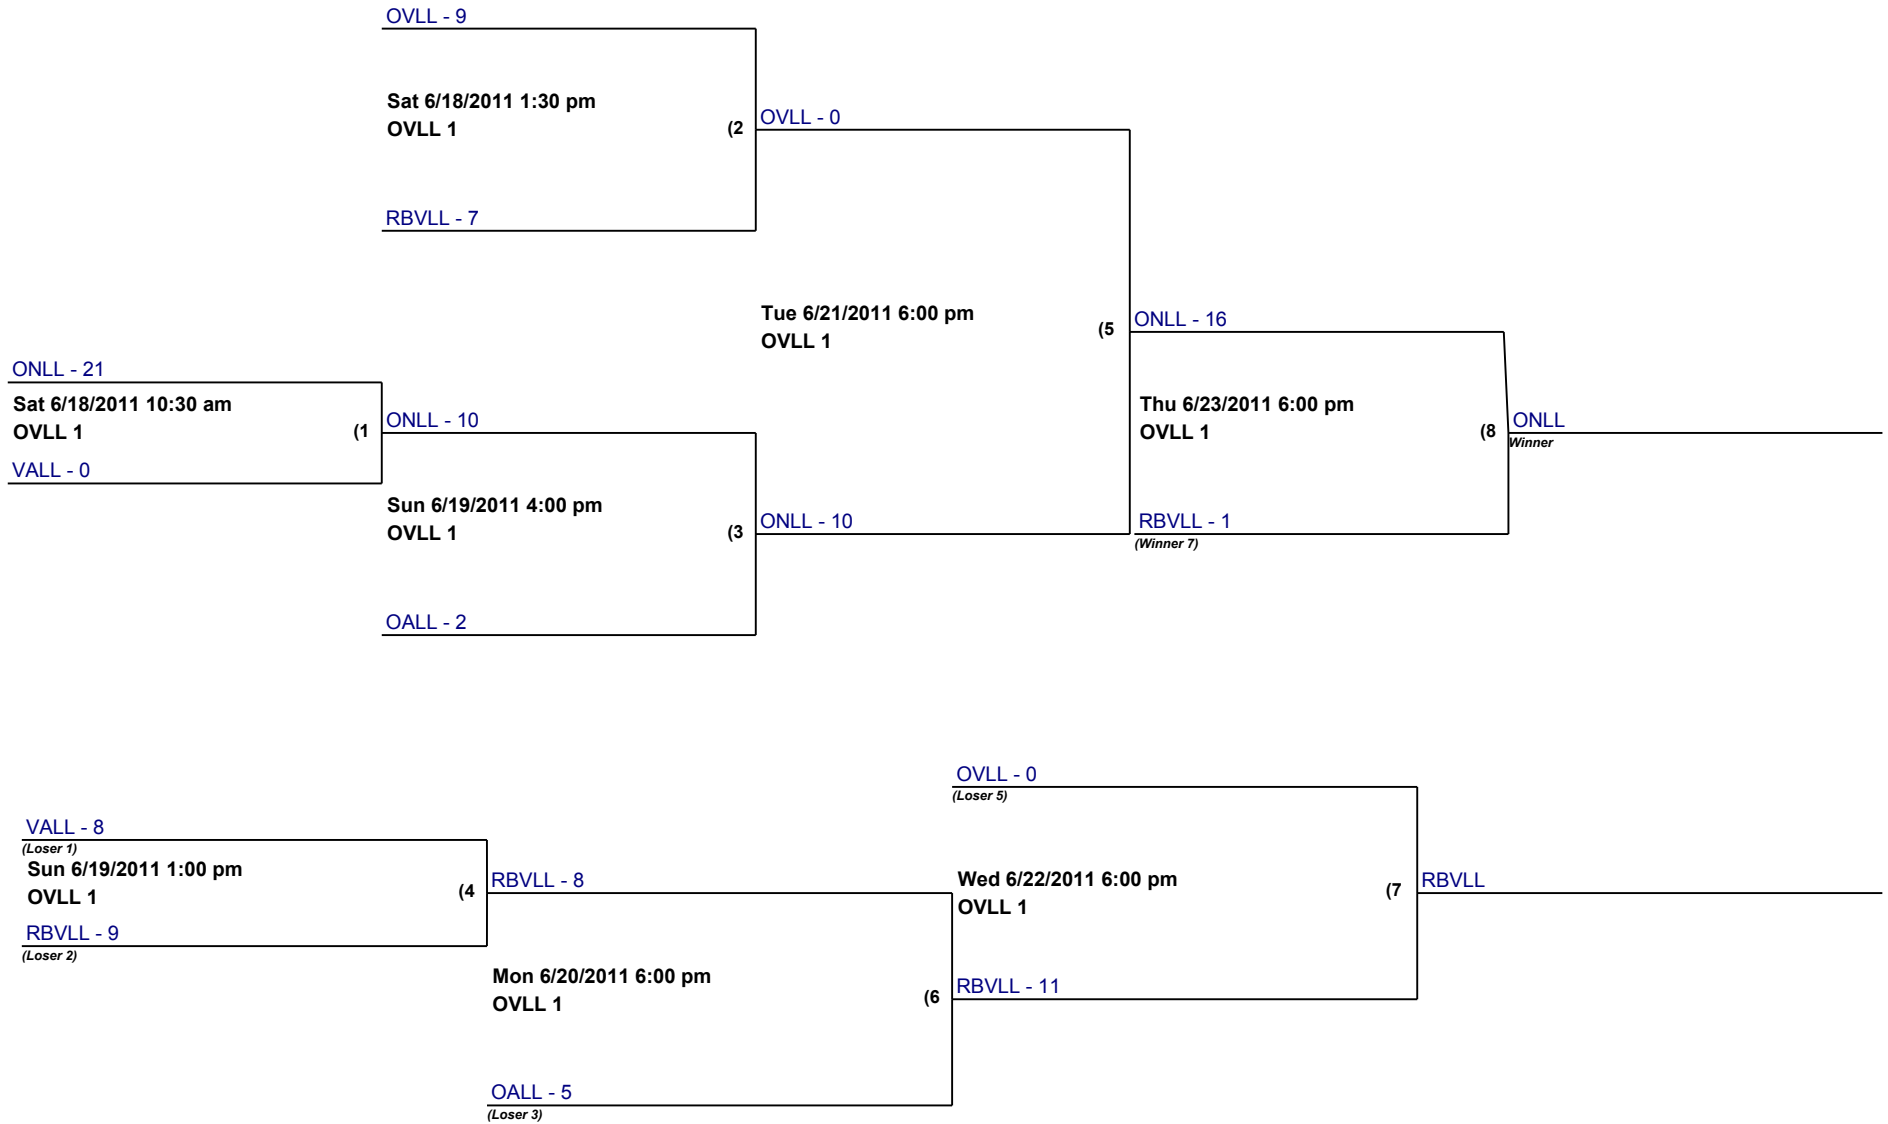 OVLL - 9
Sat 6/18/2011 1:30 pm
OVLL 1
(2
OVLL - 0
RBVLL - 7
Tue 6/21/2011 6:00 pm
OVLL 1
(5
ONLL - 16
ONLL - 21
Sat 6/18/2011 10:30 am
OVLL 1
(1
VALL - 0
ONLL - 10
Sun 6/19/2011 4:00 pm
OVLL 1
(3
ONLL - 10
OALL - 2
Thu 6/23/2011 6:00 pm
OVLL 1
(8
ONLL
Winner
RBVLL - 1
(Winner 7)
VALL - 8
(Loser 1)
Sun 6/19/2011 1:00 pm
OVLL 1
(4
RBVLL - 9
(Loser 2)
RBVLL - 8
Mon 6/20/2011 6:00 pm
OVLL 1
(6
OALL - 5
(Loser 3)
OVLL - 0
(Loser 5)
Wed 6/22/2011 6:00 pm
OVLL 1
(7
RBVLL
RBVLL - 11